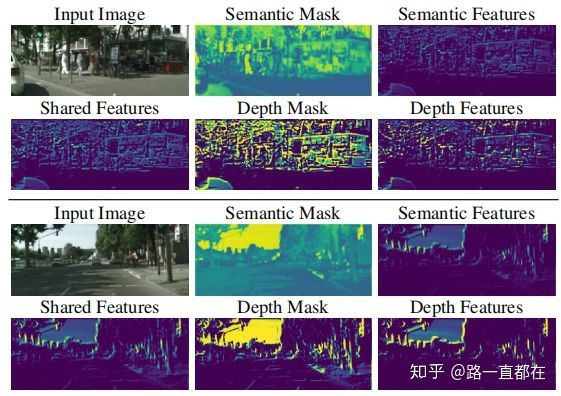 Input Image Semantic Mask Semantic Features
Shared Features Depth Mask Depth Features
Input Image Semantic Mask Semantic Features
Shared Features Depth Mask Depth Features
知乎 @路一直都在